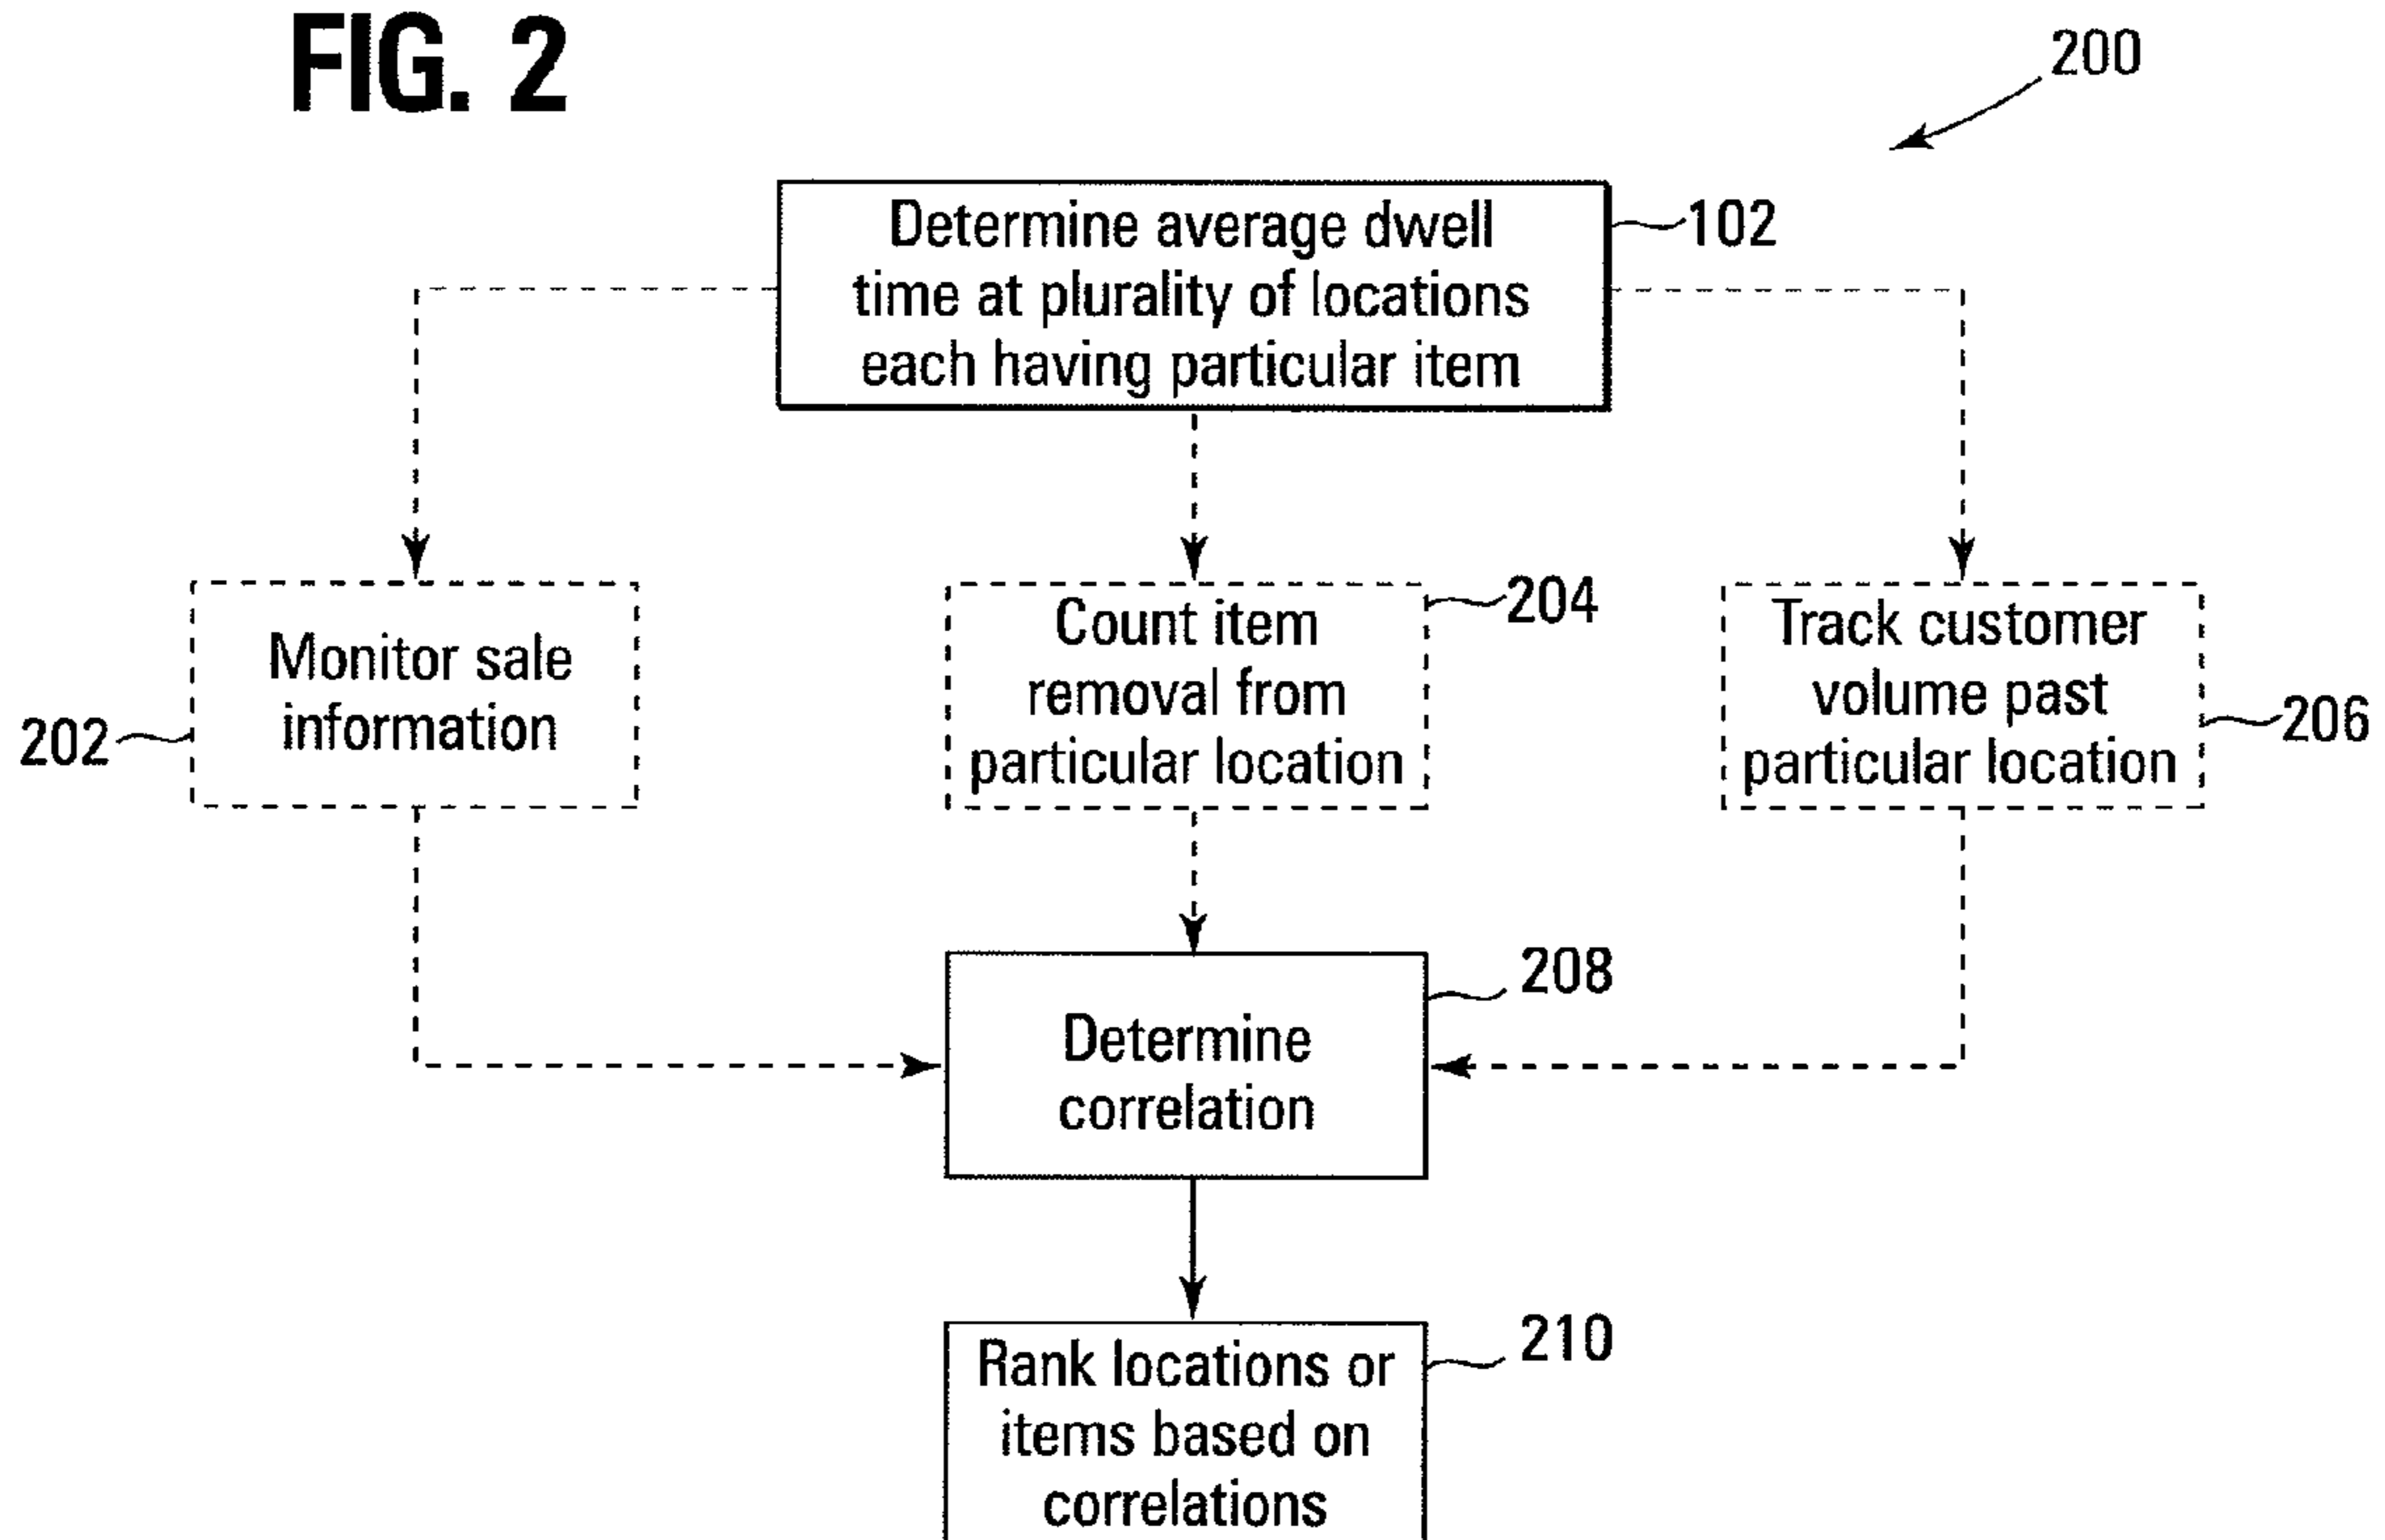 FIG. 2
200
Determine average dwell
time at plurality of locations
each having particular item
102
Monitor sale
information
202
Count item
removal from
particular location
204
Track customer
volume past
particular location
206
Determine
correlation
208
Rank locations or
items based on
correlations
210